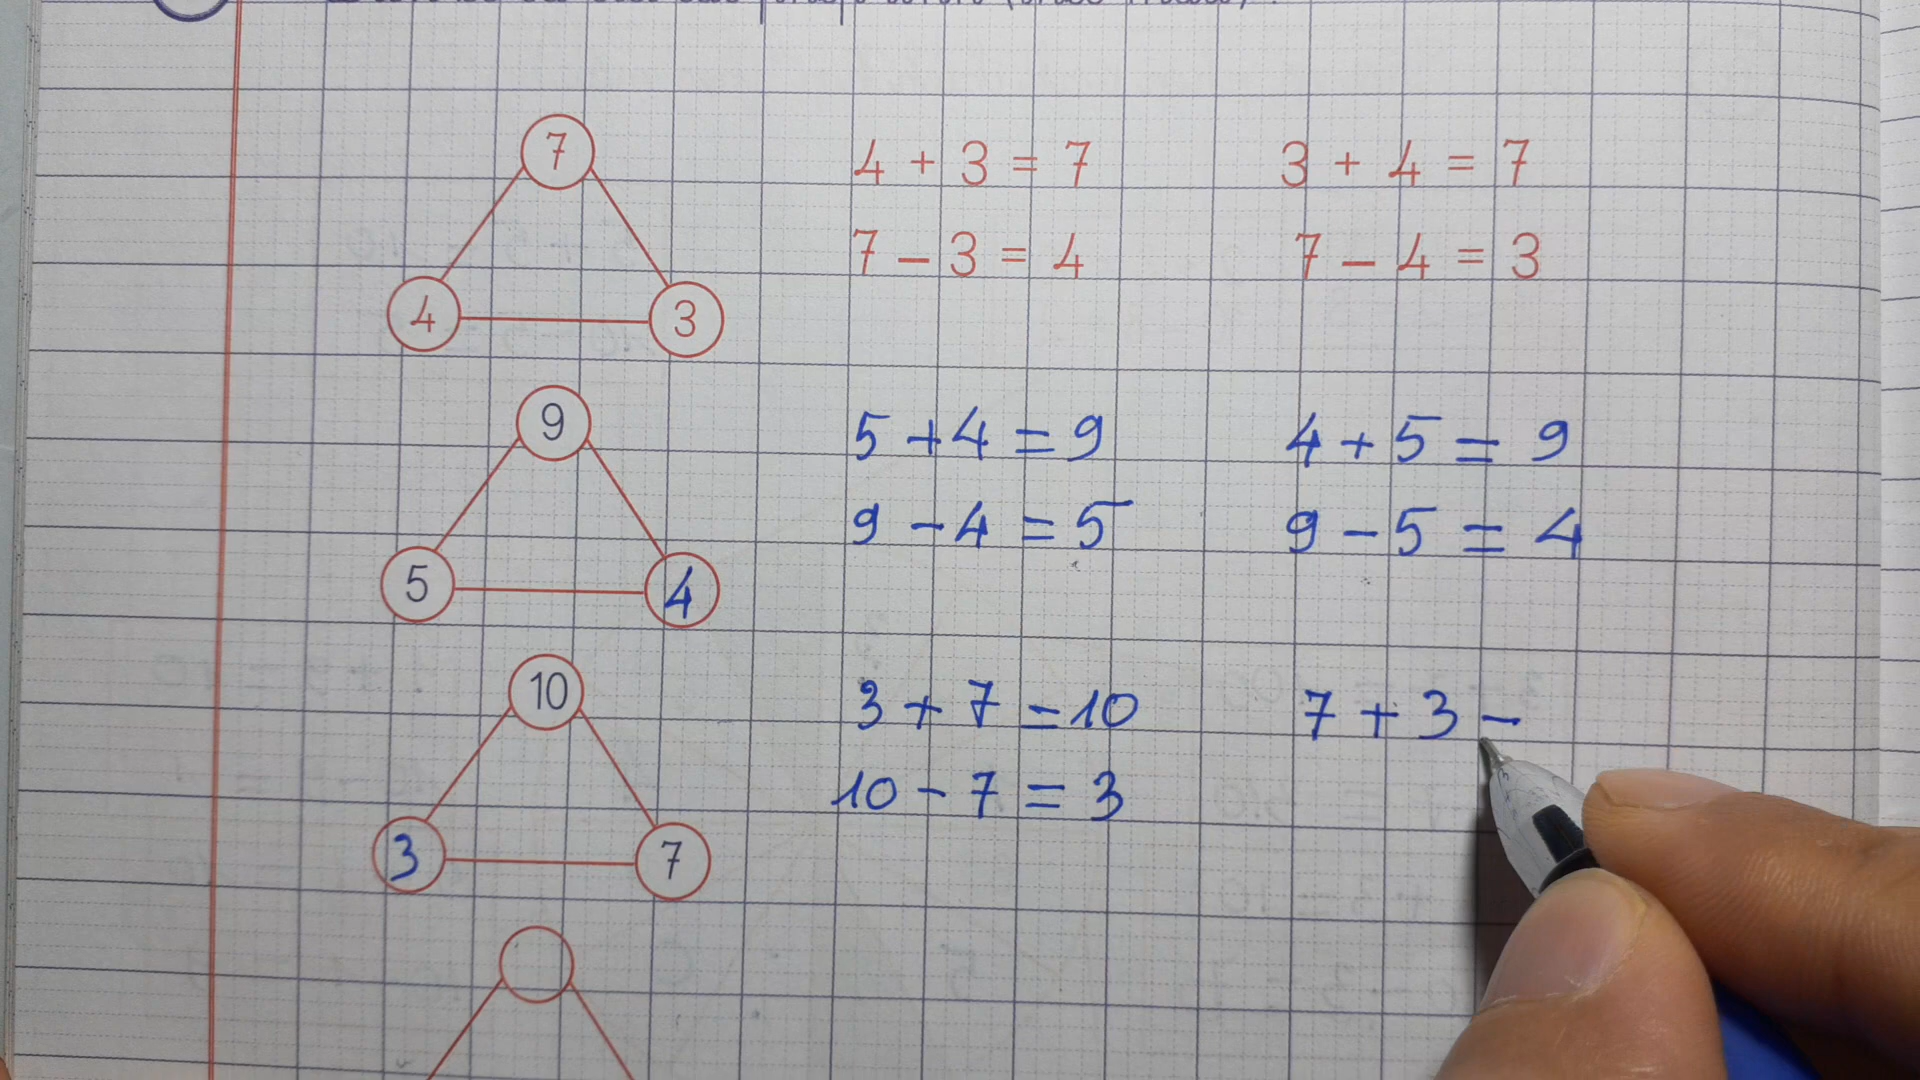 7
4 + 3 = 7 3 + 4 = 7
7 - 3 = 4 7 - 4 = 3
4 3
9
5 + 4 = 9 4 + 5 = 9
9 - 4 = 5 9 - 5 = 4
5 4
10
3 + 7 = 10 7 + 3 -
10 - 7 = 3
3 7